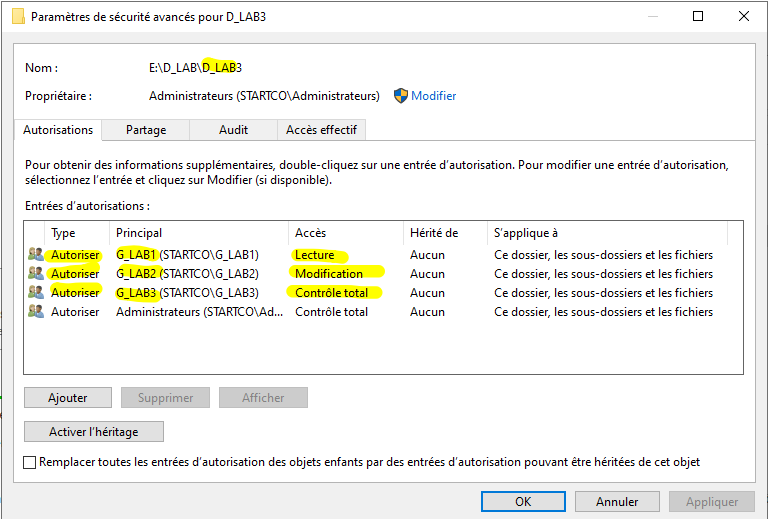 Paramètres de sécurité avancés pour D_LAB3
Nom : E:\D_LAB\D_LAB3
Propriétaire : Administrateurs (STARTCO\Administrateurs) Modifier
Autorisations Partage Audit Accès effectif
Pour obtenir des informations supplémentaires, double-cliquez sur une entrée d'autorisation. Pour modifier une entrée d'autorisation,
sélectionnez l'entrée et cliquez sur Modifier (si disponible).
Entrées d'autorisations :
Type Principal Accès Hérité de S'applique à
Autoriser G_LAB1 (STARTCO\G_LAB1) Lecture Aucun Ce dossier, les sous-dossiers et les fichiers
Autoriser G_LAB2 (STARTCO\G_LAB2) Modification Aucun Ce dossier, les sous-dossiers et les fichiers
Autoriser G_LAB3 (STARTCO\G_LAB3) Contrôle total Aucun Ce dossier, les sous-dossiers et les fichiers
Autoriser Administrateurs (STARTCO\Ad... Contrôle total Aucun Ce dossier, les sous-dossiers et les fichiers
Ajouter Supprimer Afficher
Activer l'héritage
Remplacer toutes les entrées d'autorisation des objets enfants par des entrées d'autorisation pouvant être héritées de cet objet
OK Annuler Appliquer